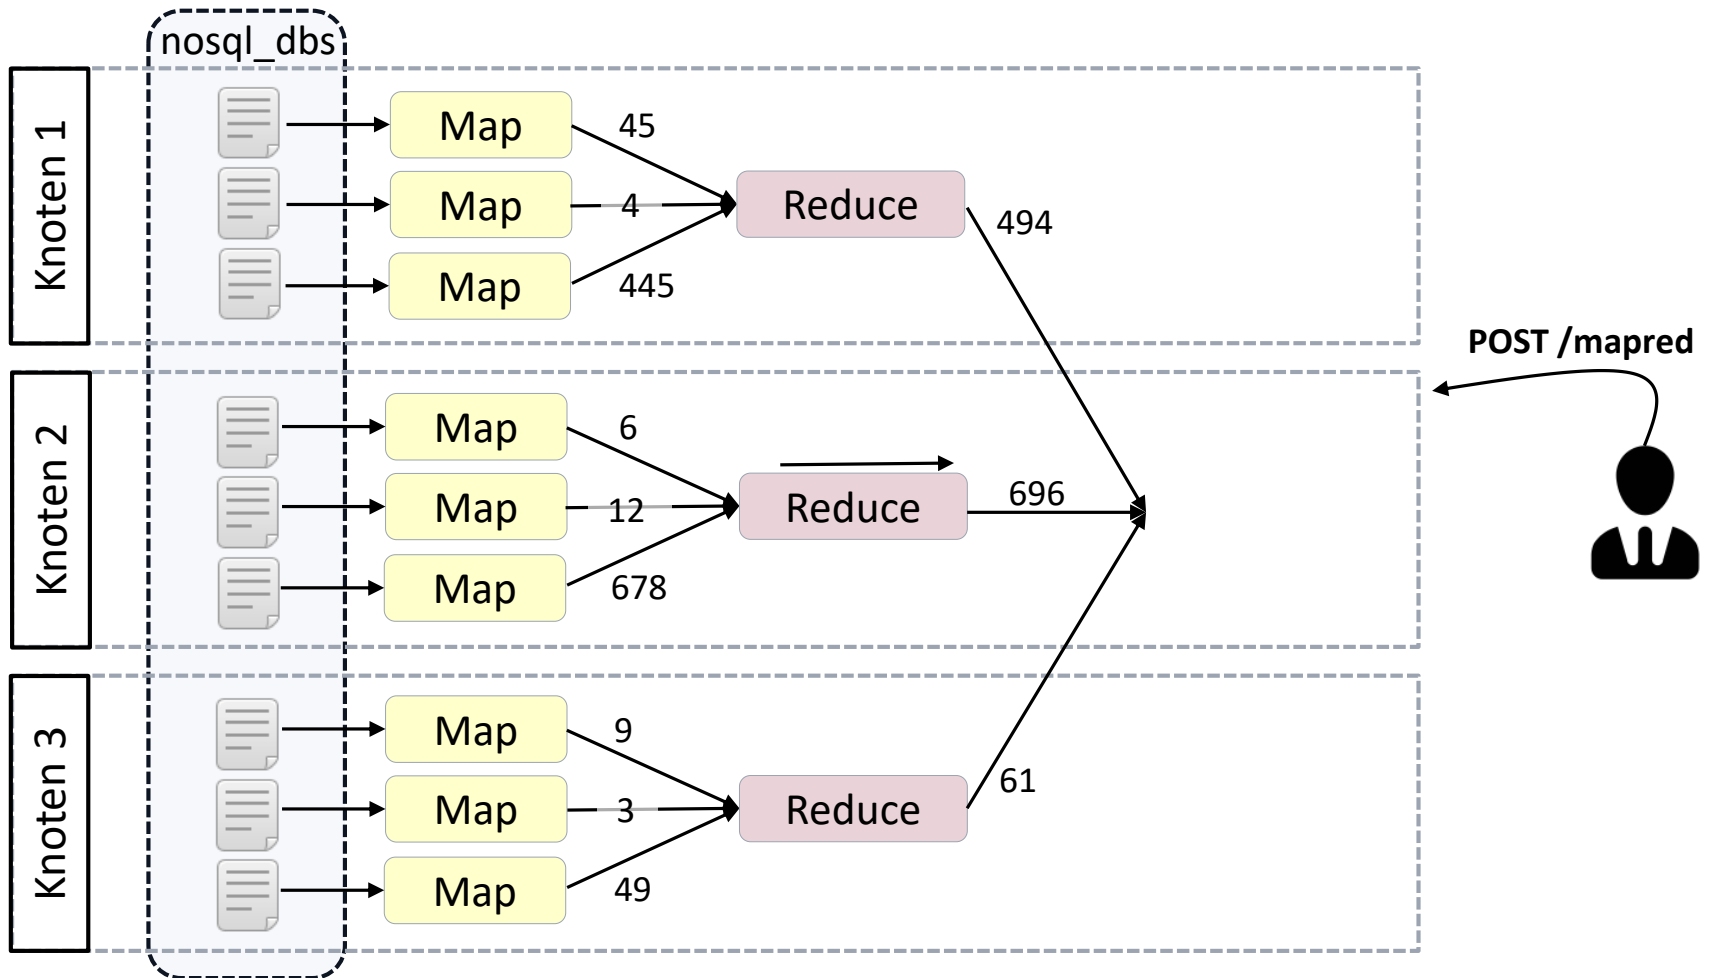 nosql_dbs
Knoten 1
Map
45
Map
4
Map
445
Reduce
494
POST /mapred
Knoten 2
Map
6
Map
12
Map
678
Reduce
696
Knoten 3
Map
9
Map
3
Map
49
Reduce
61